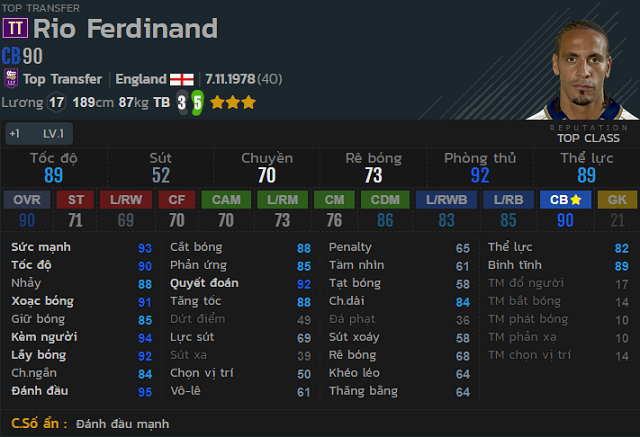 TOP TRANSFER
TT Rio Ferdinand
CB 90
Top Transfer | England | 7.11.1978 (40)
Lương 17 189cm 87kg TB 3 5
REPUTATION
TOP CLASS
+1 LV.1
Tốc độ Sút Chuyền Rê bóng Phòng thủ Thể lực
89 52 70 73 92 89
OVR ST L/RW CF CAM L/RM CM CDM L/RWB L/RB CB GK
90 71 69 70 70 73 76 86 83 85 90 21
Sức mạnh 93 Cắt bóng 88 Penalty 65 Thể lực 82
Tốc độ 90 Phản ứng 85 Tầm nhìn 61 Bình tĩnh 89
Nhảy 88 Quyết đoán 92 Tạt bóng 58 TM đổ người 17
Xoạc bóng 91 Tăng tốc 88 Ch.dài 84 TM bắt bóng 14
Giữ bóng 85 Dứt điểm 49 Đá phạt 36 TM phát bóng 10
Kèm người 94 Lực sút 69 Sút xoáy 58 TM phản xạ 10
Lấy bóng 92 Sút xa 39 Rê bóng 68 TM chọn vị trí 14
Ch.ngắn 84 Chọn vị trí 50 Khéo léo 64
Đánh đầu 95 Vô-lê 61 Thăng bằng 64
C.Số ẩn : Đánh đầu mạnh